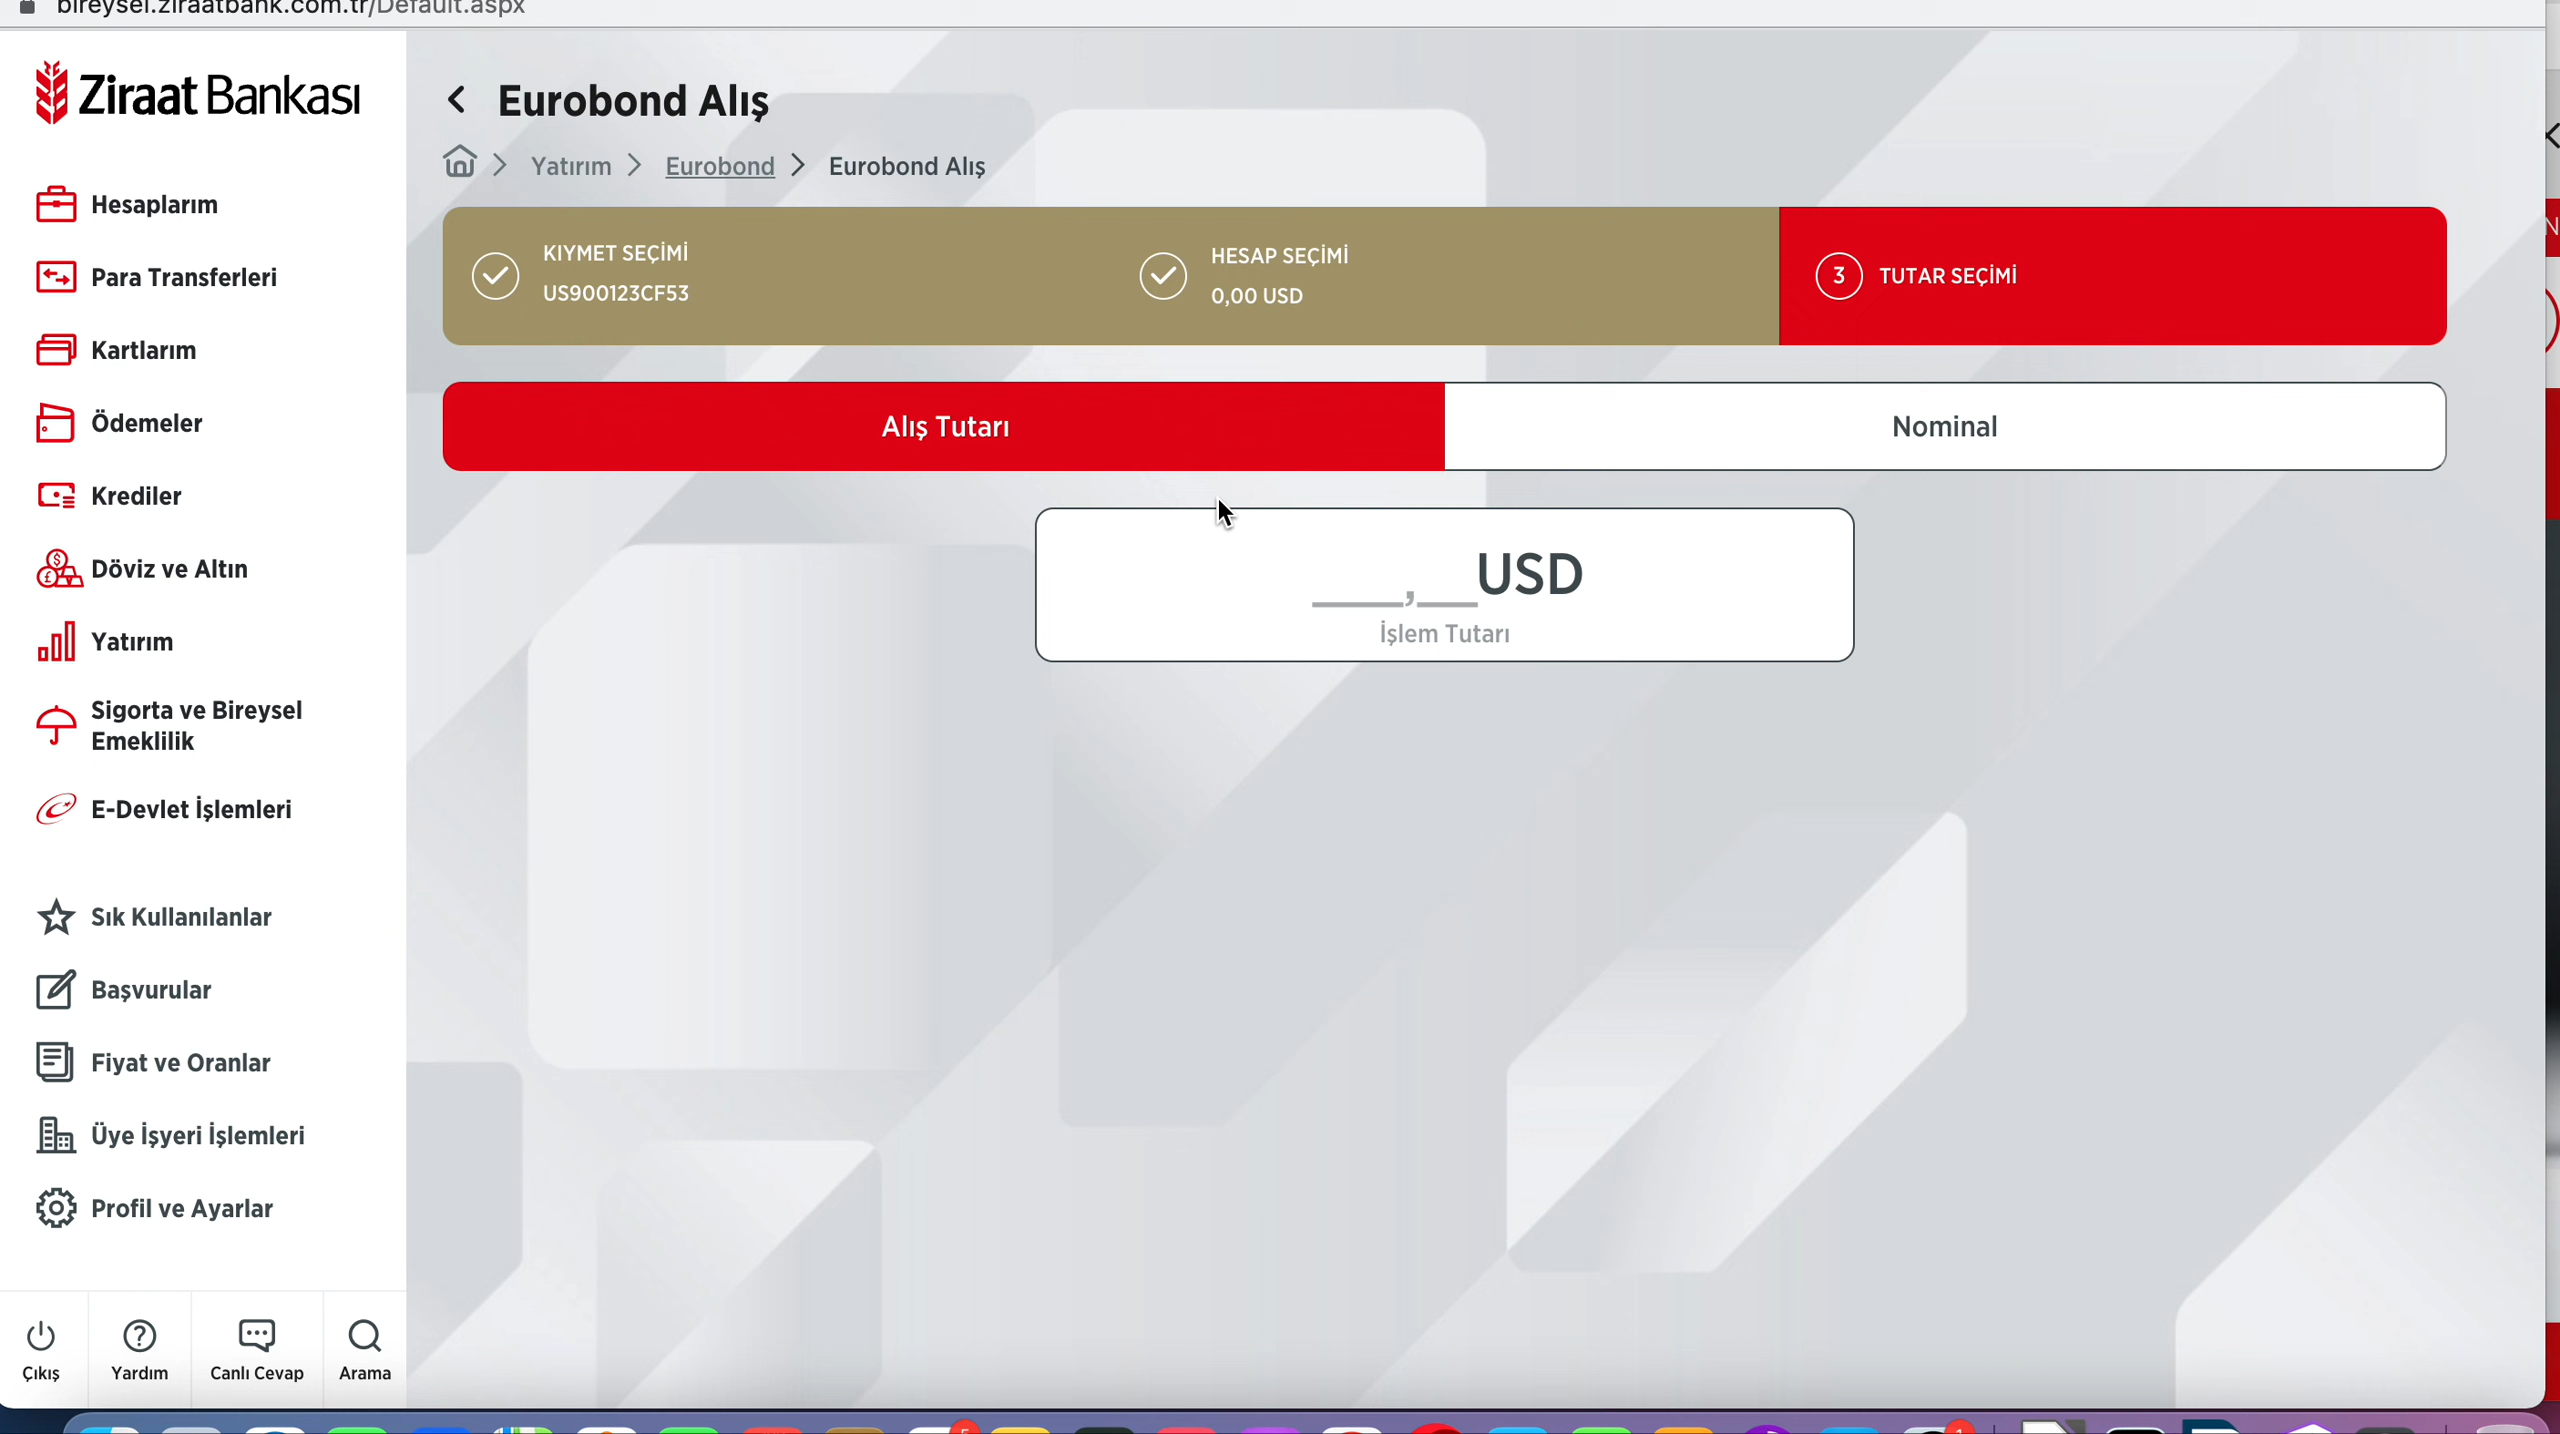 bireysel.ziraatbank.com.tr/Default.aspx
Ziraat Bankası
Hesaplarım
Para Transferleri
Kartlarım
Ödemeler
Krediler
Döviz ve Altın
Yatırım
Sigorta ve Bireysel
Emeklilik
E-Devlet İşlemleri
Sık Kullanılanlar
Başvurular
Fiyat ve Oranlar
Üye İşyeri İşlemleri
Profil ve Ayarlar
Çıkış
Yardım
Canlı Cevap
Arama
Eurobond Alış
Yatırım > Eurobond > Eurobond Alış
KIYMET SEÇİMİ
US900123CF53
HESAP SEÇİMİ
0,00 USD
3 TUTAR SEÇİMİ
Alış Tutarı
Nominal
___,__USD
İşlem Tutarı